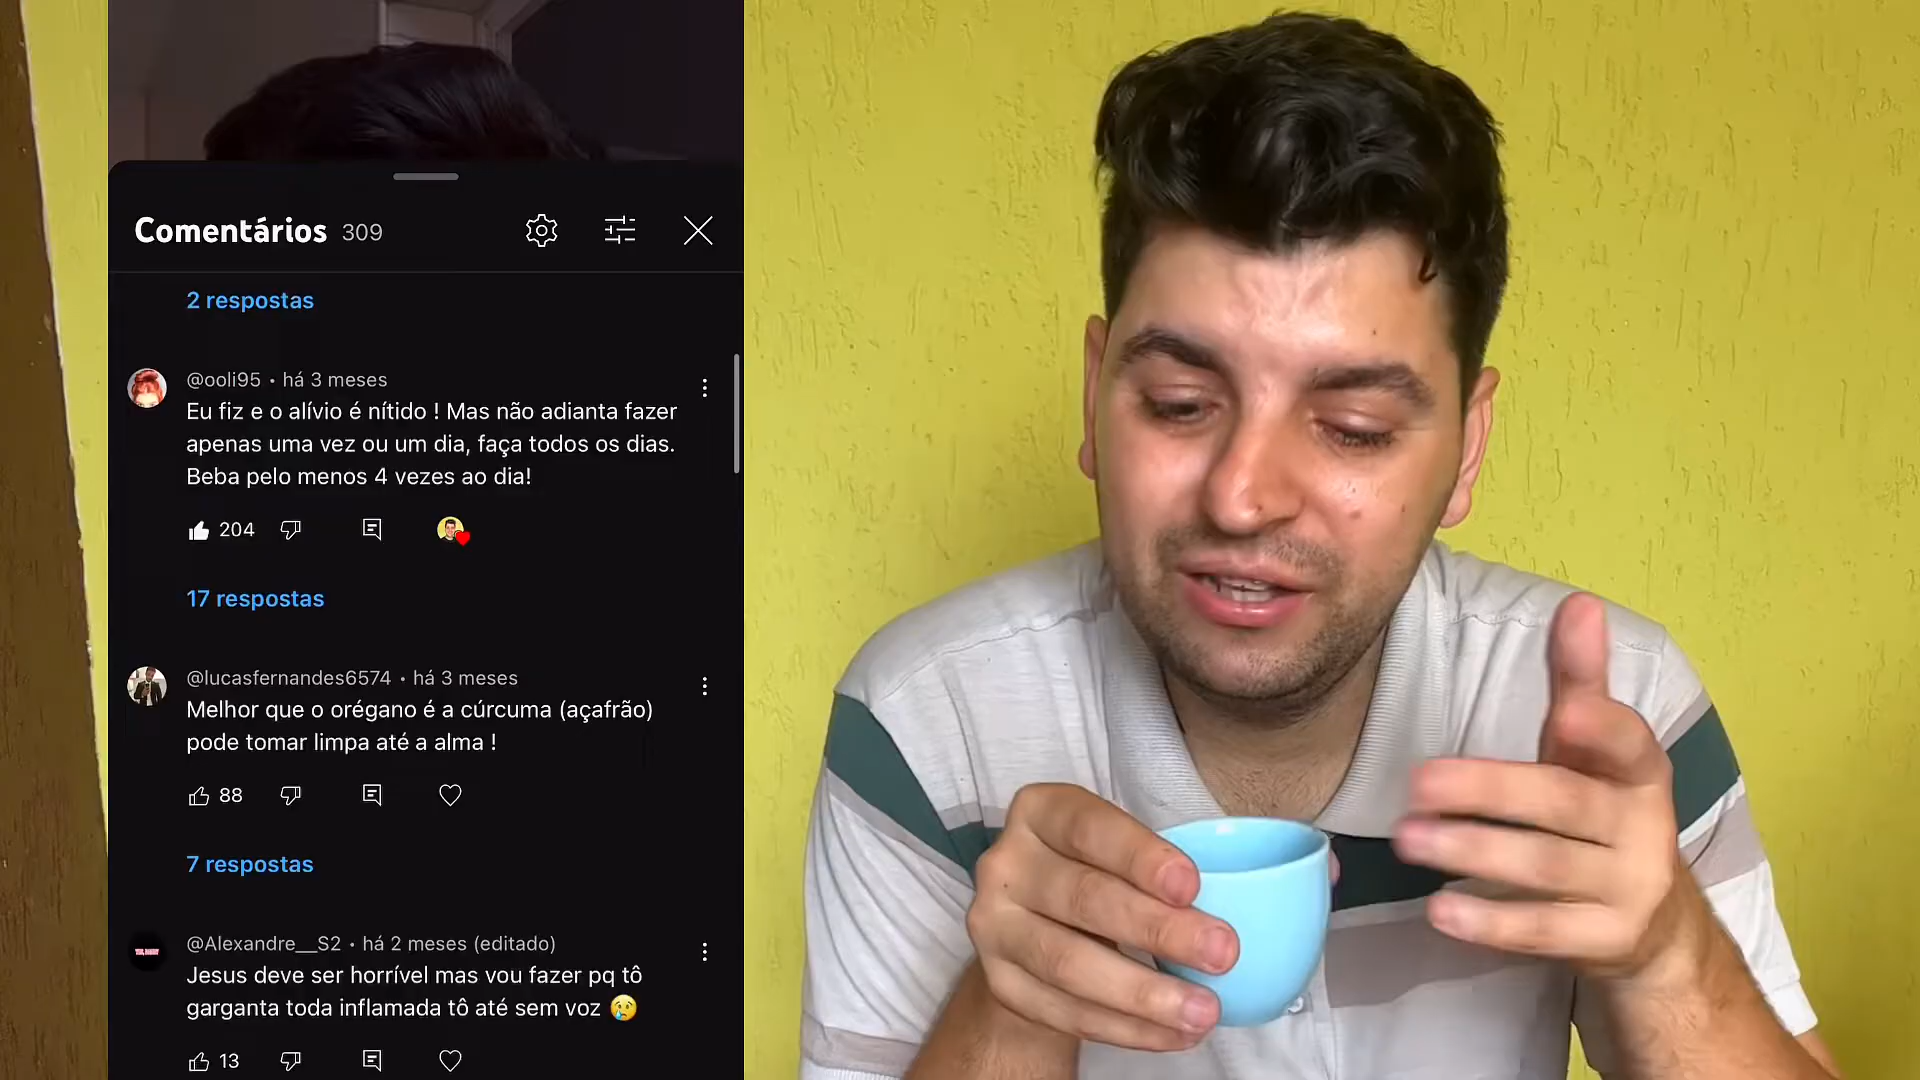 Comentários 309
2 respostas
@ooli95 • há 3 meses
Eu fiz e o alívio é nítido ! Mas não adianta fazer
apenas uma vez ou um dia, faça todos os dias.
Beba pelo menos 4 vezes ao dia!
204
17 respostas
@lucasfernandes6574 • há 3 meses
Melhor que o orégano é a cúrcuma (açafrão)
pode tomar limpa até a alma !
88
7 respostas
@Alexandre__S2 • há 2 meses (editado)
Jesus deve ser horrível mas vou fazer pq tô
garganta toda inflamada tô até sem voz 😢
13